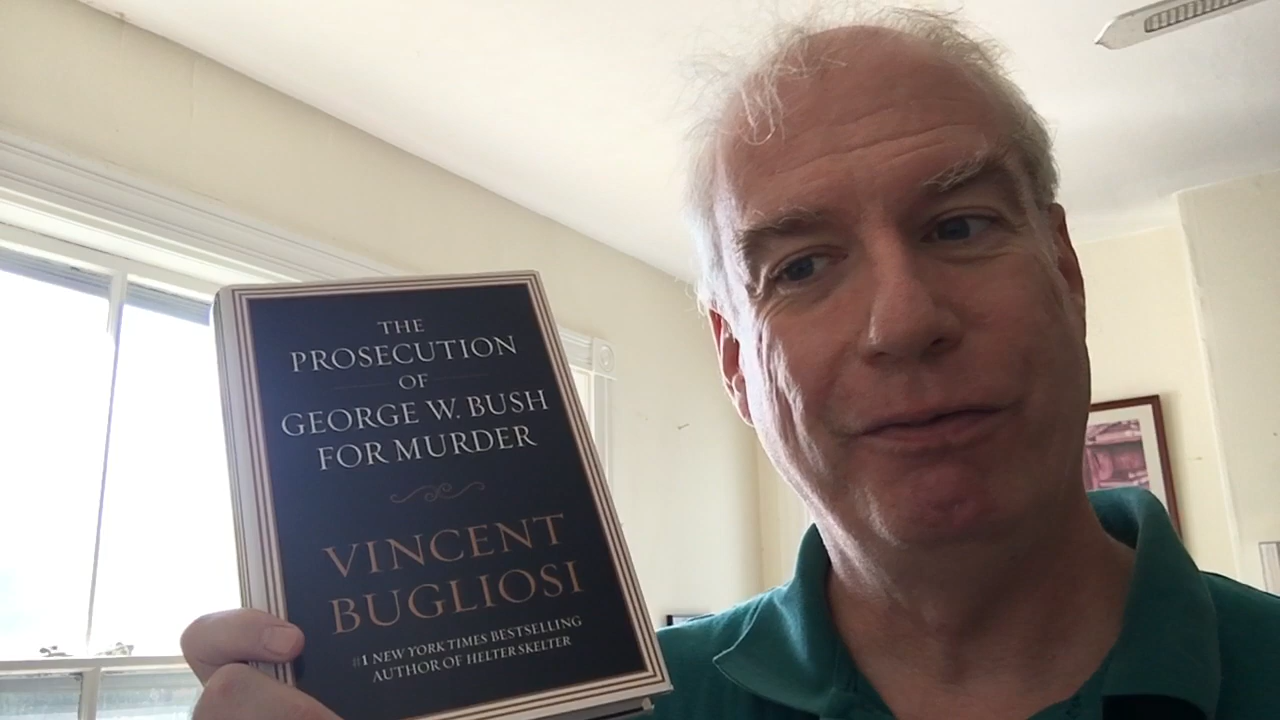 THE
PROSECUTION
OF
GEORGE W. BUSH
FOR MURDER
VINCENT
BUGLIOSI
#1 NEW YORK TIMES BESTSELLING
AUTHOR OF HELTER SKELTER